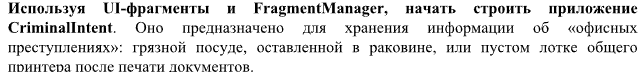 Используя UI-фрагменты и FragmentManager, начать строить приложение
CriminalIntent. Оно предназначено для хранения информации об «офисных
преступлениях»: грязной посуде, оставленной в раковине, или пустом лотке общего
принтера после печати документов.